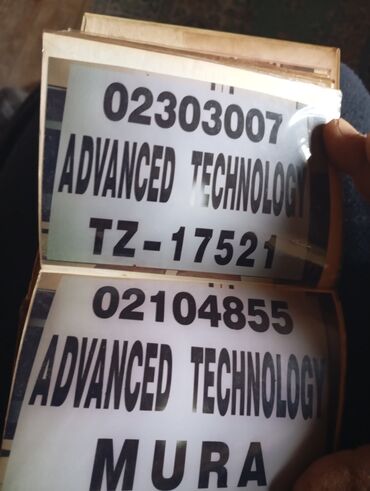 02303007
ADVANCED TECHNOLOGY
TZ-17521
02104855
ADVANCED TECHNOLOGY
MURA